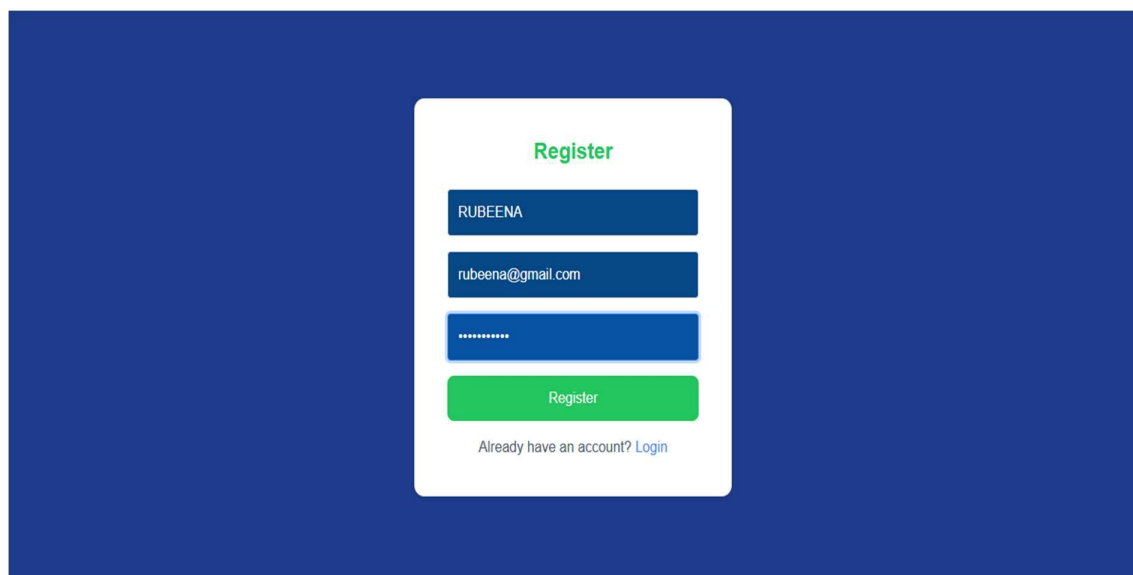 Register
RUBEENA
rubeena@gmail.com
•••••••••••
Register
Already have an account? Login